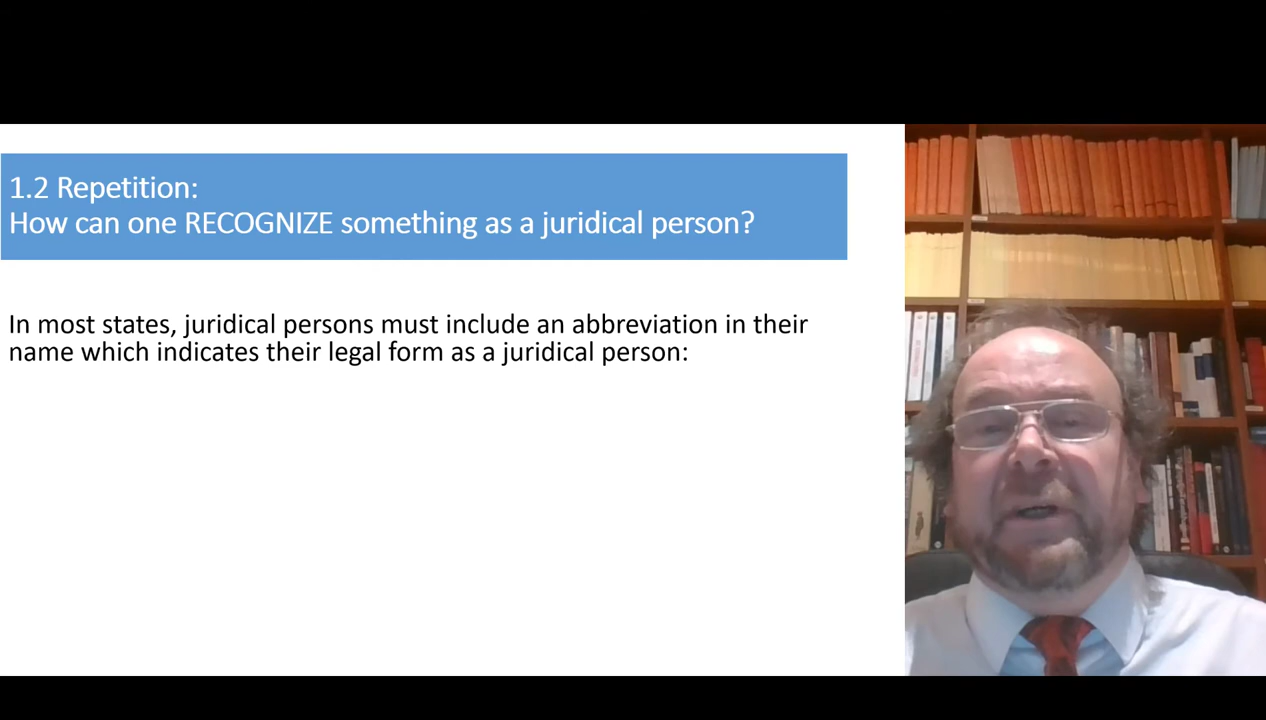 1.2 Repetition:
How can one RECOGNIZE something as a juridical person?
In most states, juridical persons must include an abbreviation in their
name which indicates their legal form as a juridical person: